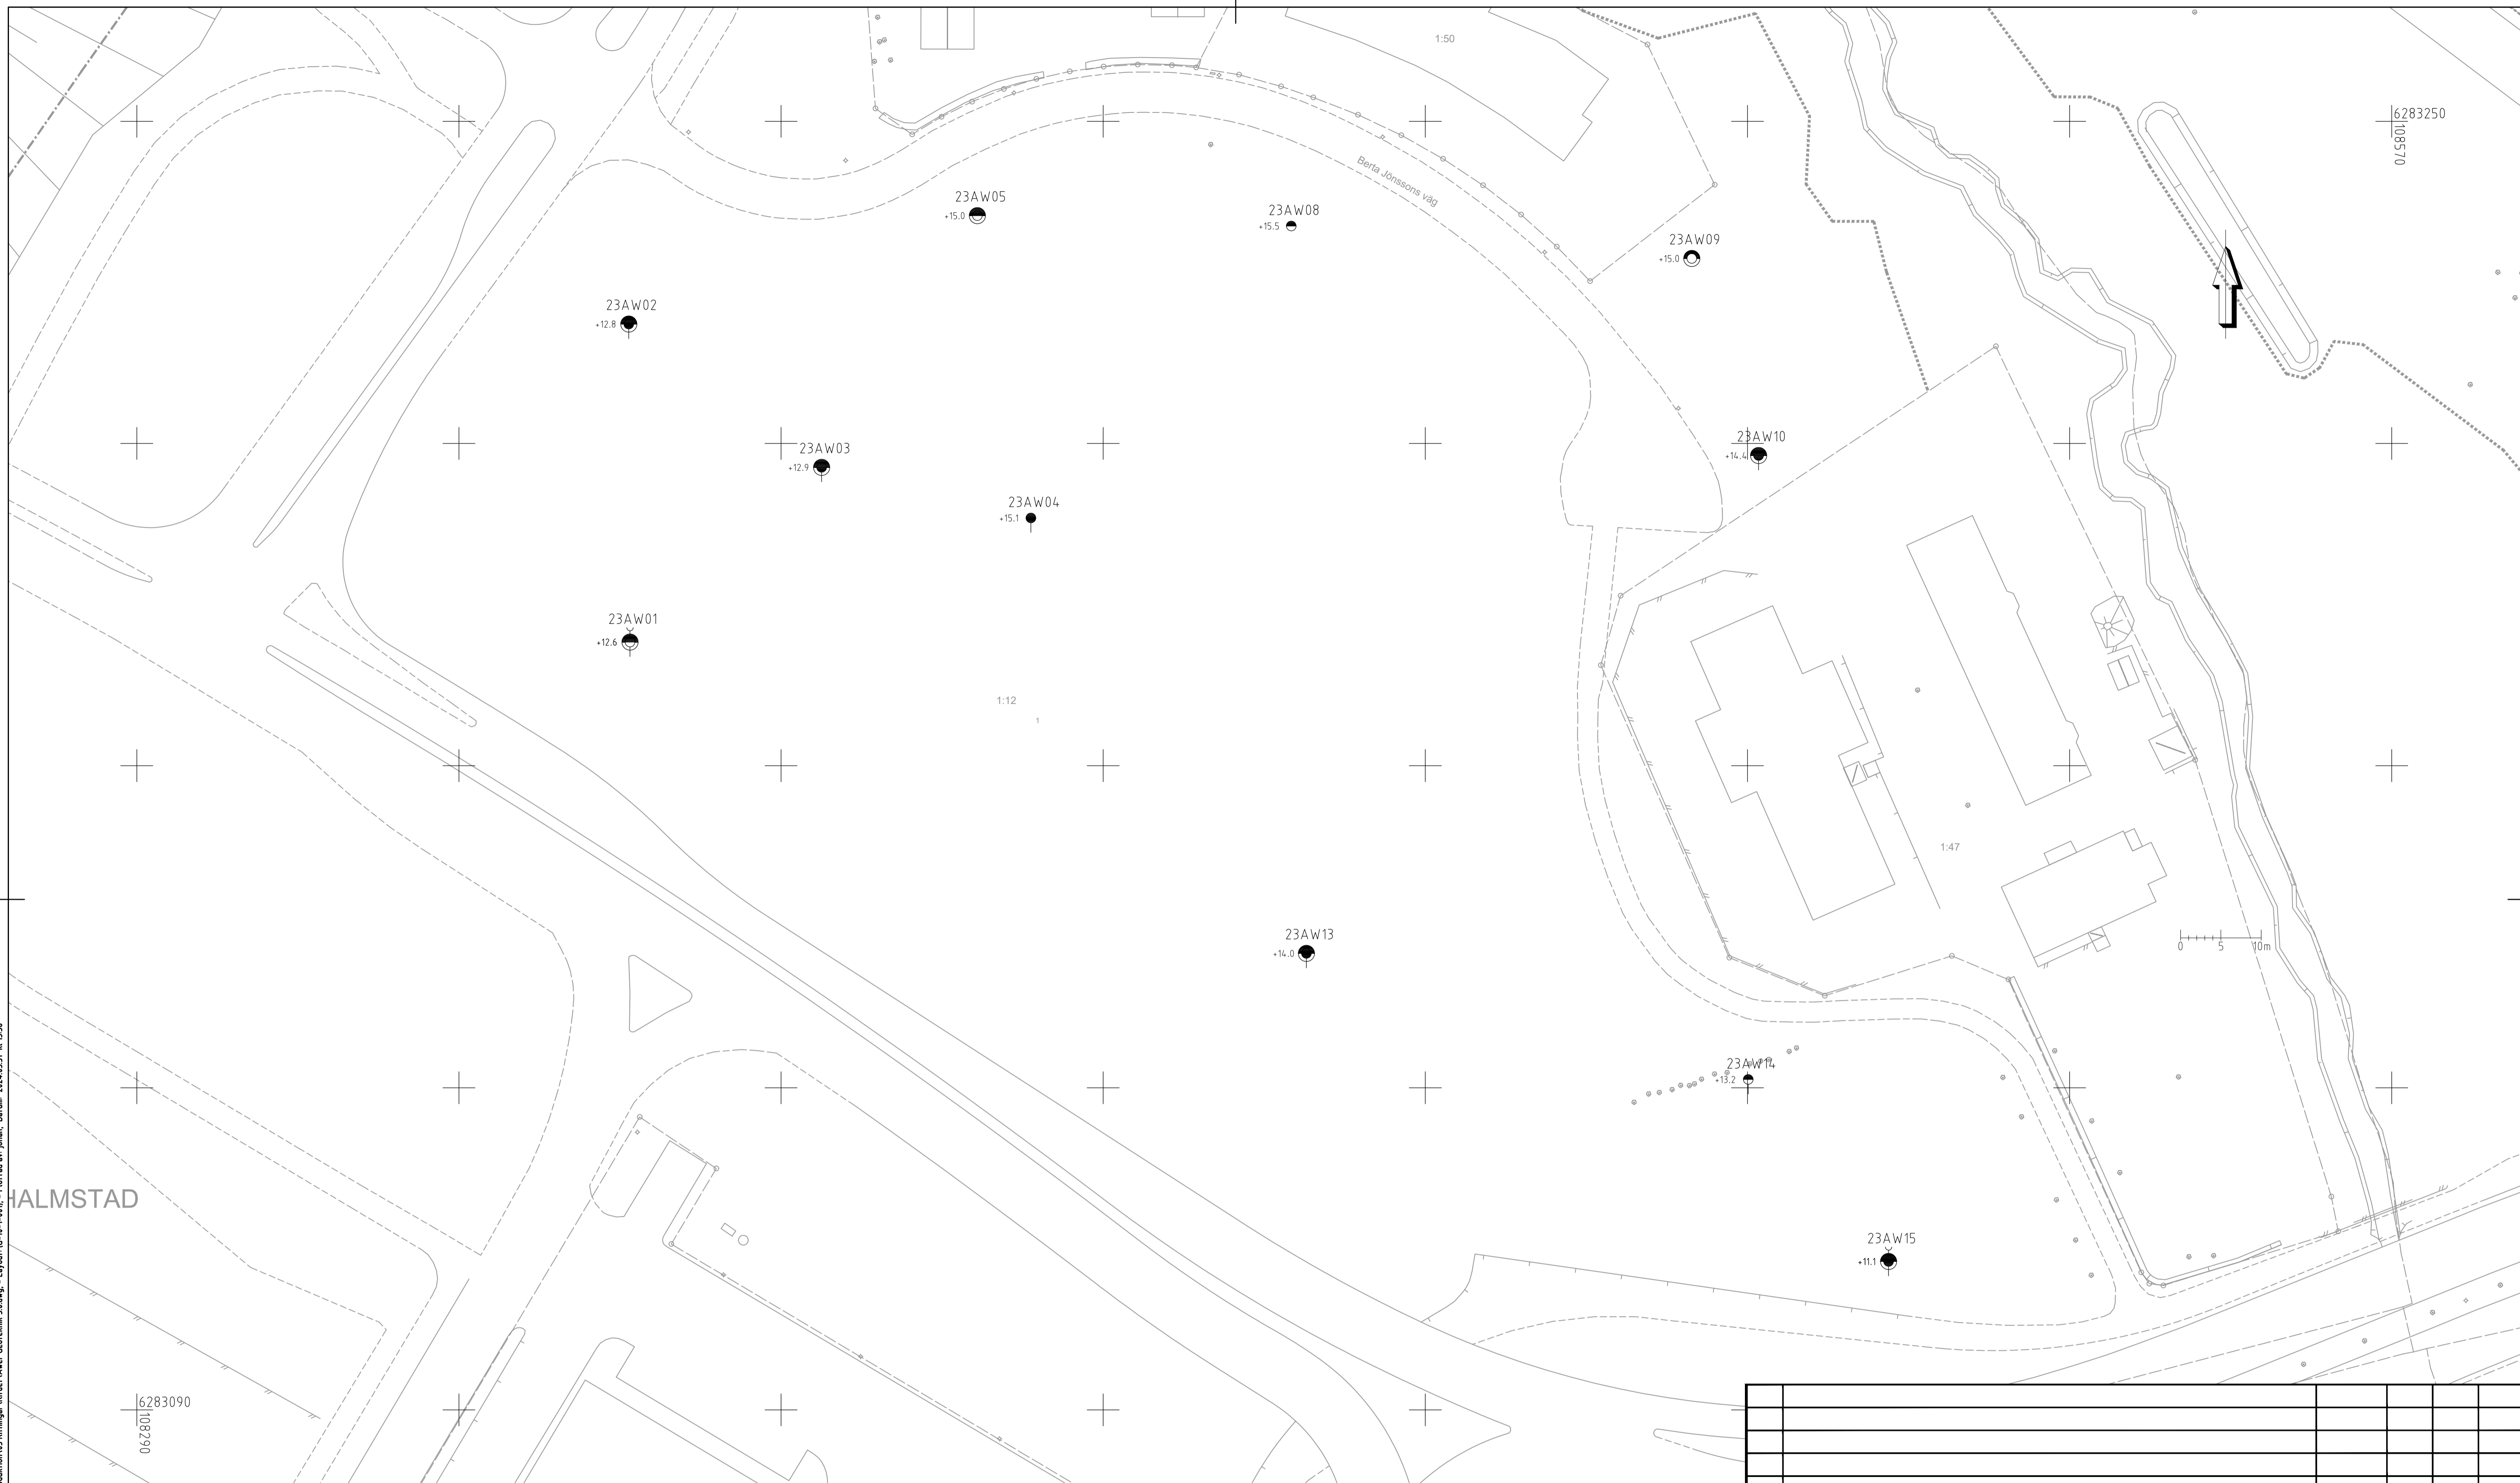 1:50
6283250
108570
Berta Jönssons väg
23AW05
+15.0
23AW08
+15.5
23AW09
+15.0
23AW02
+12.8
23AW03
+12.9
23AW10
+14.4
23AW04
+15.1
23AW01
+12.6
1:12
1
1:47
23AW13
+14.0
0 5 10m
23AW14
+13.2
HALMSTAD
23AW15
+11.1
6283090
108290